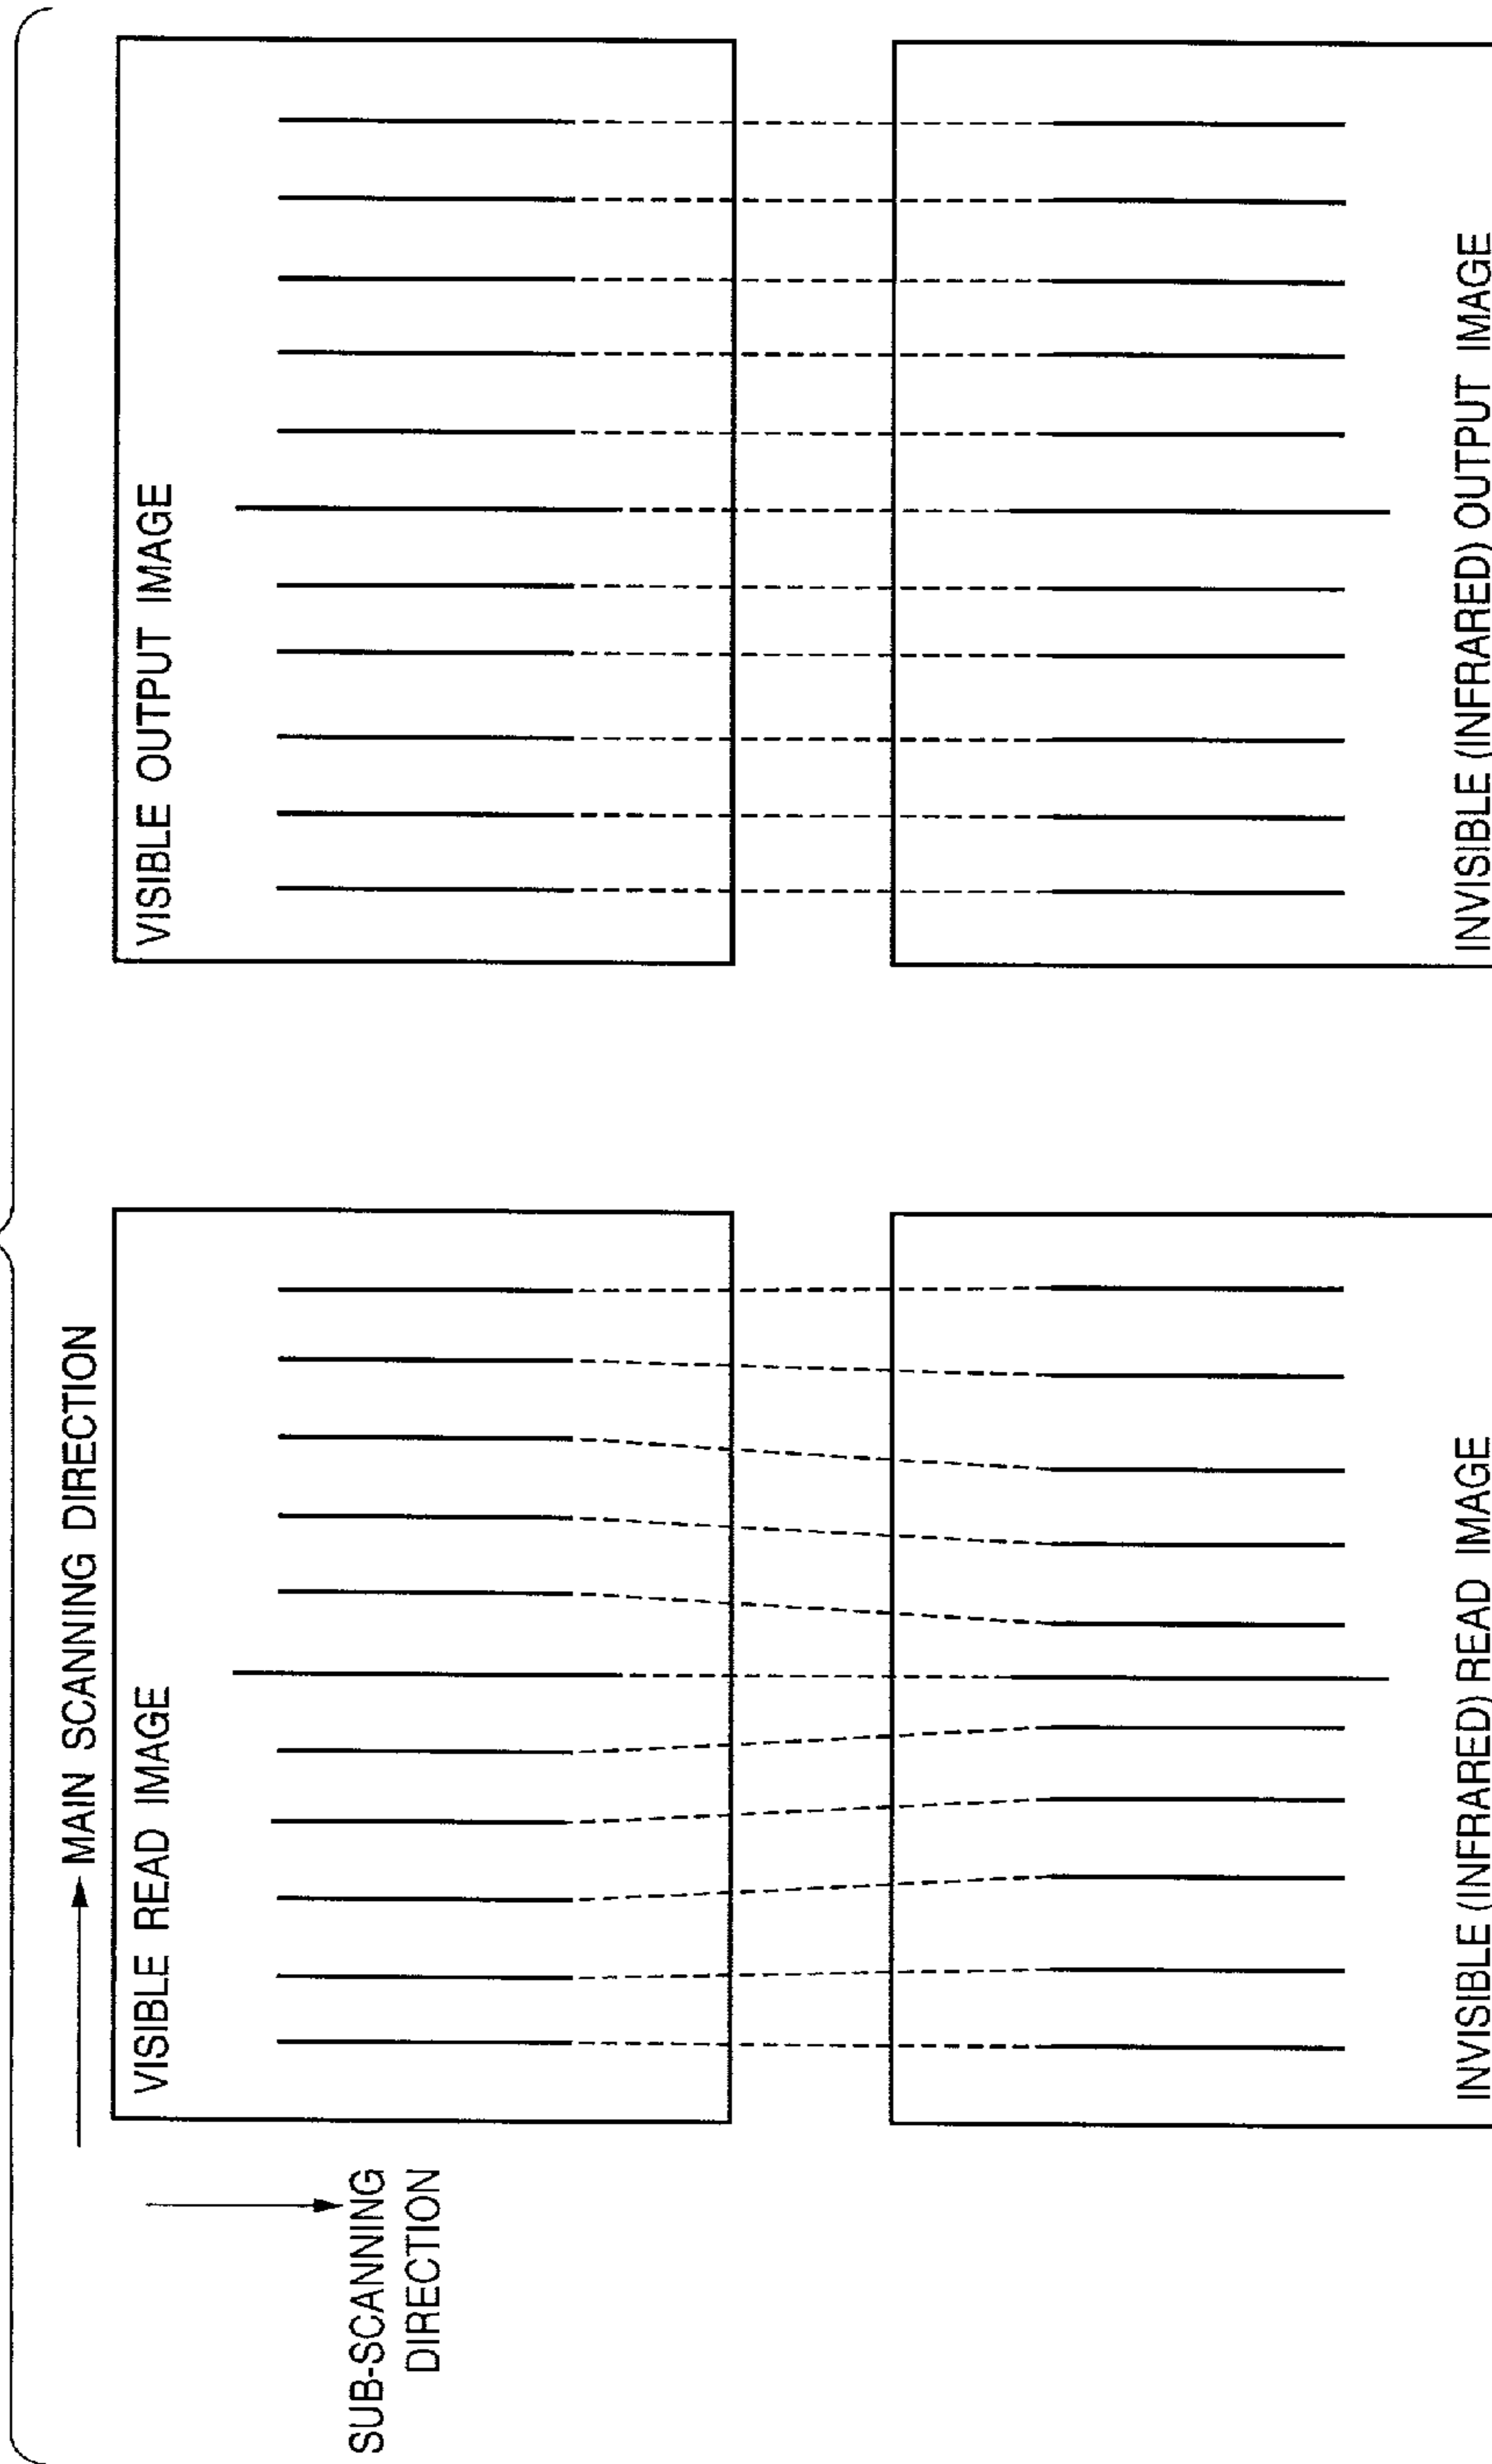 MAIN SCANNING DIRECTION
SUB-SCANNING
DIRECTION
VISIBLE READ IMAGE
VISIBLE OUTPUT IMAGE
INVISIBLE (INFRARED) READ IMAGE
INVISIBLE (INFRARED) OUTPUT IMAGE